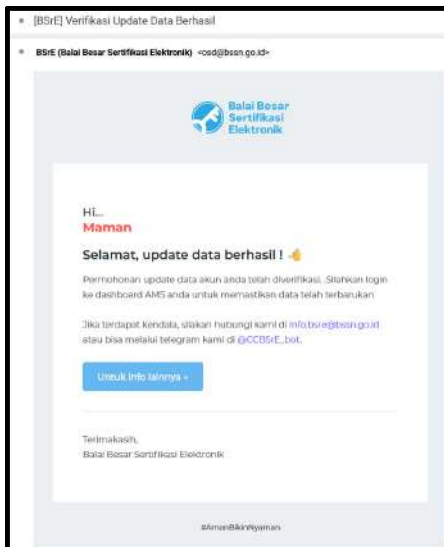 [BSrE] Verifikasi Update Data Berhasil
BSrE (Balai Besar Sertifikasi Elektronik) <osd@bssn.go.id>
Balai Besar
Sertifikasi
Elektronik
Hi...
Maman
Selamat, update data berhasil !
Permohonan update data akun anda telah diverifikasi. Silahkan login
ke dashboard AMS anda untuk memastikan data telah terbarukan
Jika terdapat kendala, silakan hubungi kami di info.bsre@bssn.go.id
atau bisa melalui telegram kami di @CCBSrE_bot.
Untuk info lainnya »
Terimakasih,
Balai Besar Sertifikasi Elektronik
#AmanBikinNyaman